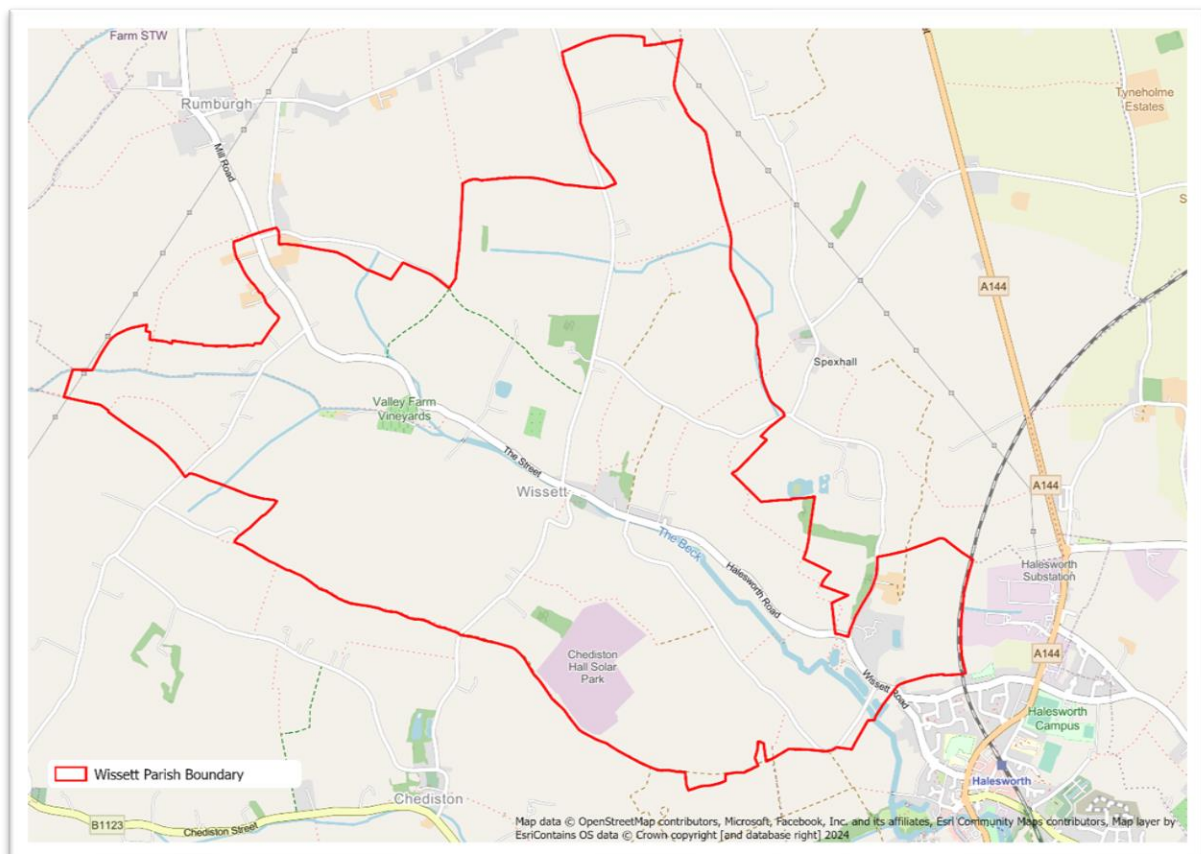 Farm STW
Rumburgh
Tyneholme
Estates
Mill Road
S
A144
Spexhall
Valley Farm
Vineyards
The Street
Wissett
A144
The Beck
Halesworth Road
Halesworth
Substation
Chediston
Hall Solar
Park
A144
Wissett Road
Halesworth
Campus
Wissett Parish Boundary
Halesworth
Chediston
B1123
Chediston Street
Map data © OpenStreetMap contributors, Microsoft, Facebook, Inc. and its affiliates, Esri Community Maps contributors, Map layer by
EsriContains OS data © Crown copyright [and database right] 2024